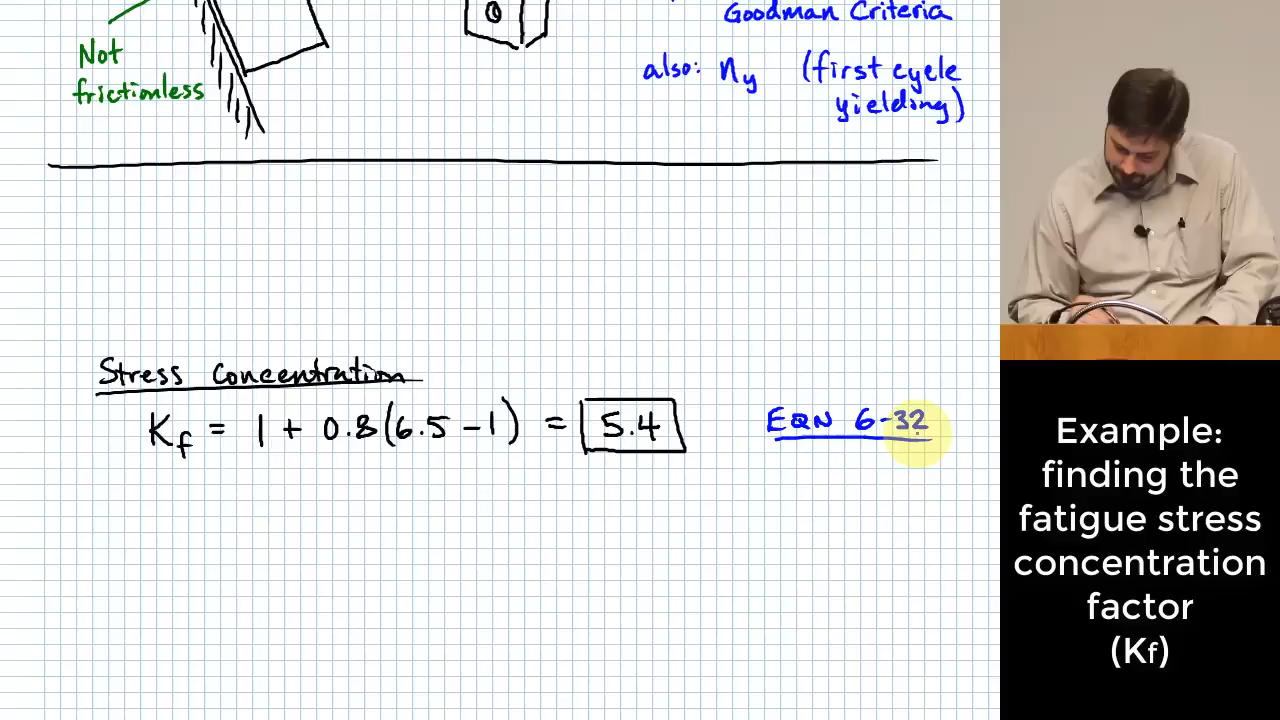 Goodman Criteria
also: ny (first cycle
yielding)
Not
frictionless
Stress Concentration
Kf = 1 + 0.8(6.5 - 1) = 5.4
EQN 6-32
Example:
finding the
fatigue stress
concentration
factor
(Kf)